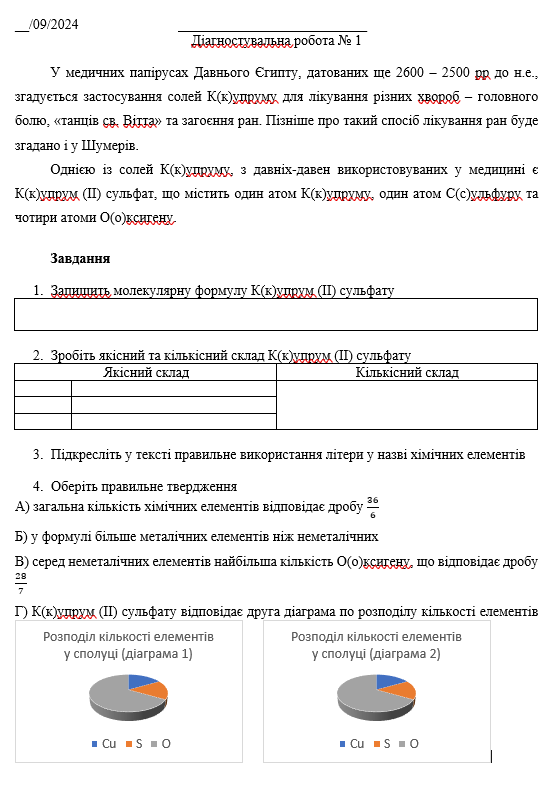 __/09/2024 ___________________________
Діагностувальна робота № 1
У медичних папірусах Давнього Єгипту, датованих ще 2600 – 2500 рр до н.е.,
згадується застосування солей К(к)упруму для лікування різних хвороб – головного
болю, «танців св. Вітта» та загоєння ран. Пізніше про такий спосіб лікування ран буде
згадано і у Шумерів.
Однією із солей К(к)упруму, з давніх-давен використовуваних у медицині є
К(к)упрум (ІІ) сульфат, що містить один атом К(к)упруму, один атом С(с)ульфуру та
чотири атоми О(о)ксигену.
Завдання
1. Запишить молекулярну формулу К(к)упрум (ІІ) сульфату
2. Зробіть якісний та кількісний склад К(к)упрум (ІІ) сульфату
Якісний склад Кількісний склад
3. Підкресліть у тексті правильне використання літери у назві хімічних елементів
4. Оберіть правильне твердження
А) загальна кількість хімічних елементів відповідає дробу 36/6
Б) у формулі більше металічних елементів ніж неметалічних
В) серед неметалічних елементів найбільша кількість О(о)ксигену, що відповідає дробу
28/7
Г) К(к)упрум (ІІ) сульфату відповідає друга діаграма по розподілу кількості елементів
Розподіл кількості елементів
у сполуці (діаграма 1)
Cu S O
Розподіл кількості елементів
у сполуці (діаграма 2)
Cu S O